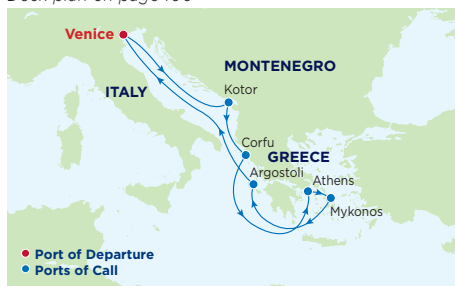 Venice
MONTENEGRO
ITALY
Kotor
Corfu
GREECE
Argostoli
Athens
Mykonos
Port of Departure
Ports of Call